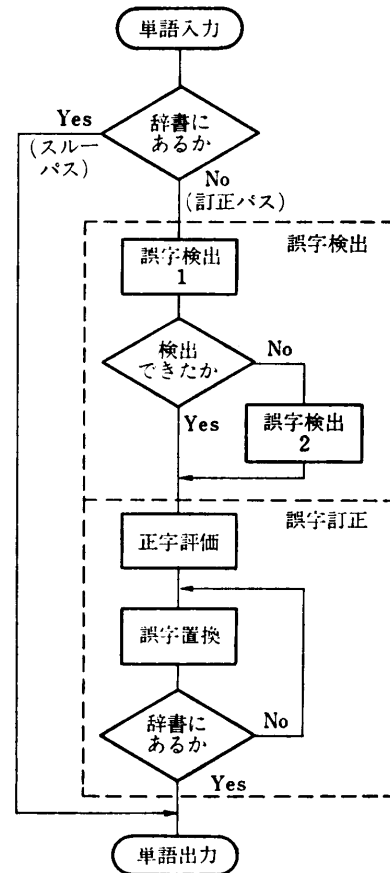 単語入力
Yes
(スルー
パス)
辞書に
あるか
No
(訂正パス)
誤字検出
誤字検出
1
検出
できたか
No
Yes
誤字検出
2
誤字訂正
正字評価
誤字置換
辞書に
あるか
No
Yes
単語出力